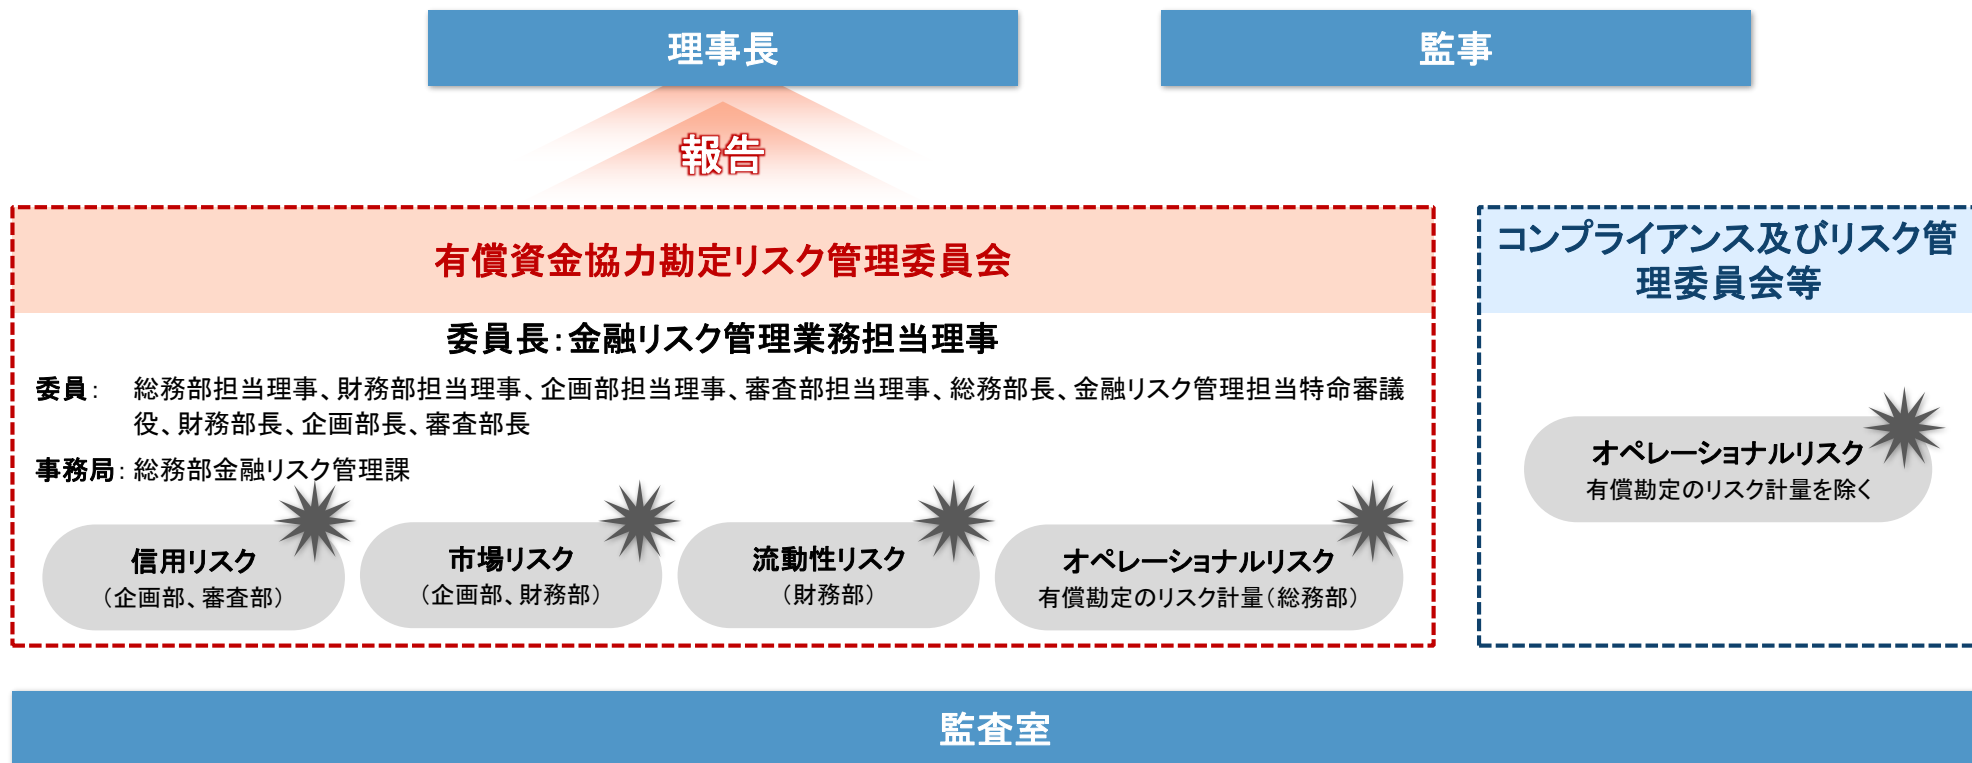 理事長
監事
報告
有償資金協力勘定リスク管理委員会
委員長：金融リスク管理業務担当理事
委員： 総務部担当理事、財務部担当理事、企画部担当理事、審査部担当理事、総務部長、金融リスク管理担当特命審議
役、財務部長、企画部長、審査部長
事務局：総務部金融リスク管理課
信用リスク
（企画部、審査部）
市場リスク
（企画部、財務部）
流動性リスク
（財務部）
オペレーショナルリスク
有償勘定のリスク計量（総務部）
コンプライアンス及びリスク管
理委員会等
オペレーショナルリスク
有償勘定のリスク計量を除く
監査室